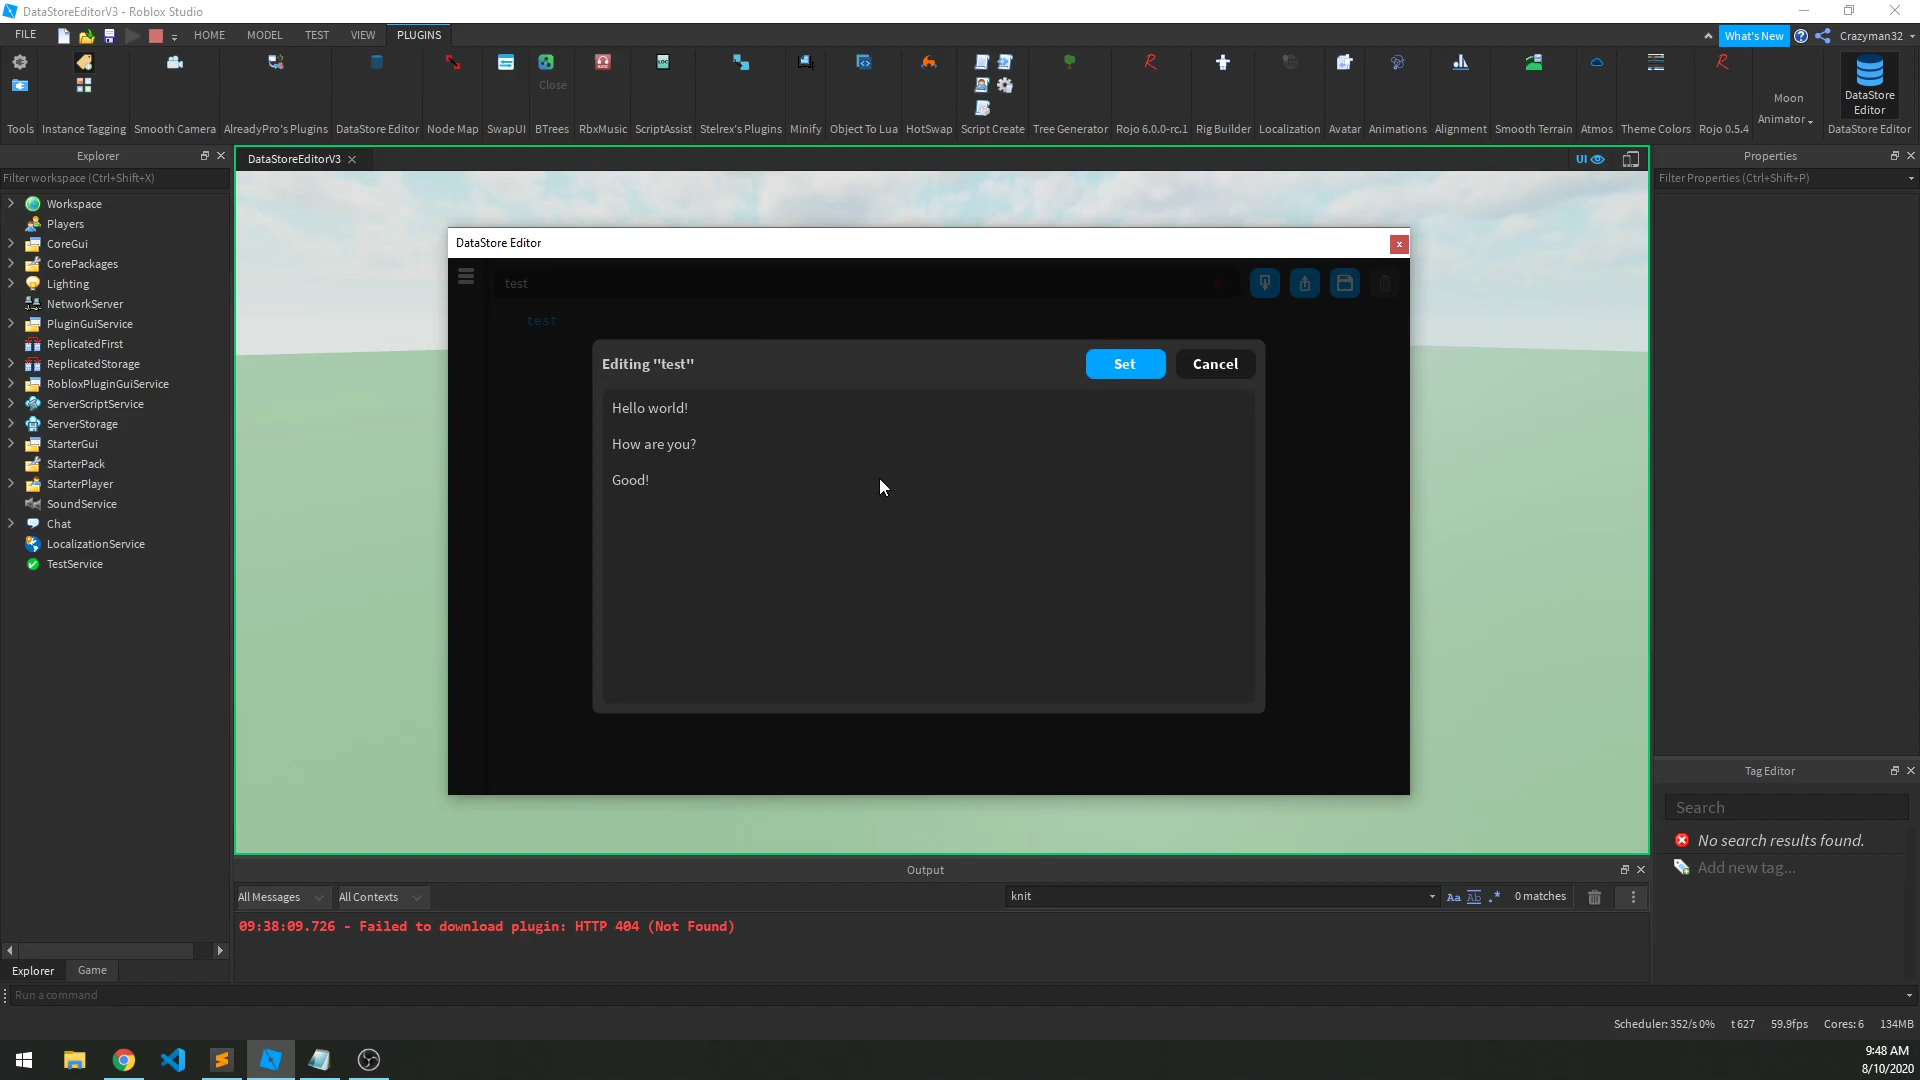 DataStoreEditorV3 - Roblox Studio
FILE HOME MODEL TEST VIEW PLUGINS What's New Crazyman32
Close
Tools Instance Tagging Smooth Camera AlreadyPro's Plugins DataStore Editor Node Map SwapUI BTrees RbxMusic ScriptAssist Stelrex's Plugins Minify Object To Lua HotSwap Script Create Tree Generator Rojo 6.0.0-rc.1 Rig Builder Localization Avatar Animations Alignment Smooth Terrain Atmos Theme Colors Rojo 0.5.4
Moon
Animator
DataStore
Editor
DataStore Editor
Explorer
Filter workspace (Ctrl+Shift+X)
Workspace
Players
CoreGui
CorePackages
Lighting
NetworkServer
PluginGuiService
ReplicatedFirst
ReplicatedStorage
RobloxPluginGuiService
ServerScriptService
ServerStorage
StarterGui
StarterPack
StarterPlayer
SoundService
Chat
LocalizationService
TestService
Explorer Game
DataStoreEditorV3
UI
DataStore Editor
test
test
Editing "test"
Set
Cancel
Hello world!
How are you?
Good!
Properties
Filter Properties (Ctrl+Shift+P)
Tag Editor
Search
No search results found.
Add new tag...
Output
All Messages All Contexts knit Aa Ab .* 0 matches
09:38:09.726 - Failed to download plugin: HTTP 404 (Not Found)
Run a command
Scheduler: 352/s 0% t 627 59.9fps Cores: 6 134MB
9:48 AM
8/10/2020